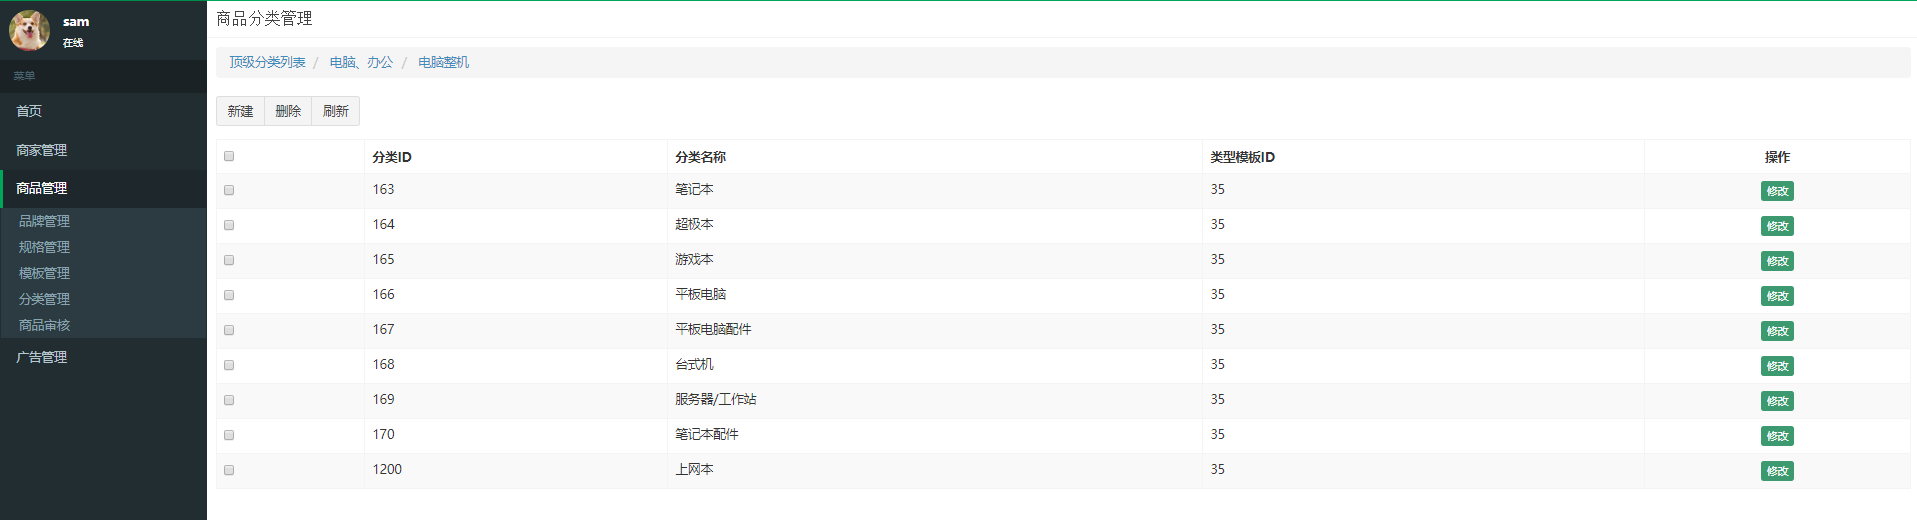 sam
在线
菜单
首页
商家管理
商品管理
品牌管理
规格管理
模板管理
分类管理
商品审核
广告管理
商品分类管理
顶级分类列表 / 电脑、办公 / 电脑整机
新建 删除 刷新
分类ID 分类名称 类型模板ID 操作
163 笔记本 35 修改
164 超极本 35 修改
165 游戏本 35 修改
166 平板电脑 35 修改
167 平板电脑配件 35 修改
168 台式机 35 修改
169 服务器/工作站 35 修改
170 笔记本配件 35 修改
1200 上网本 35 修改